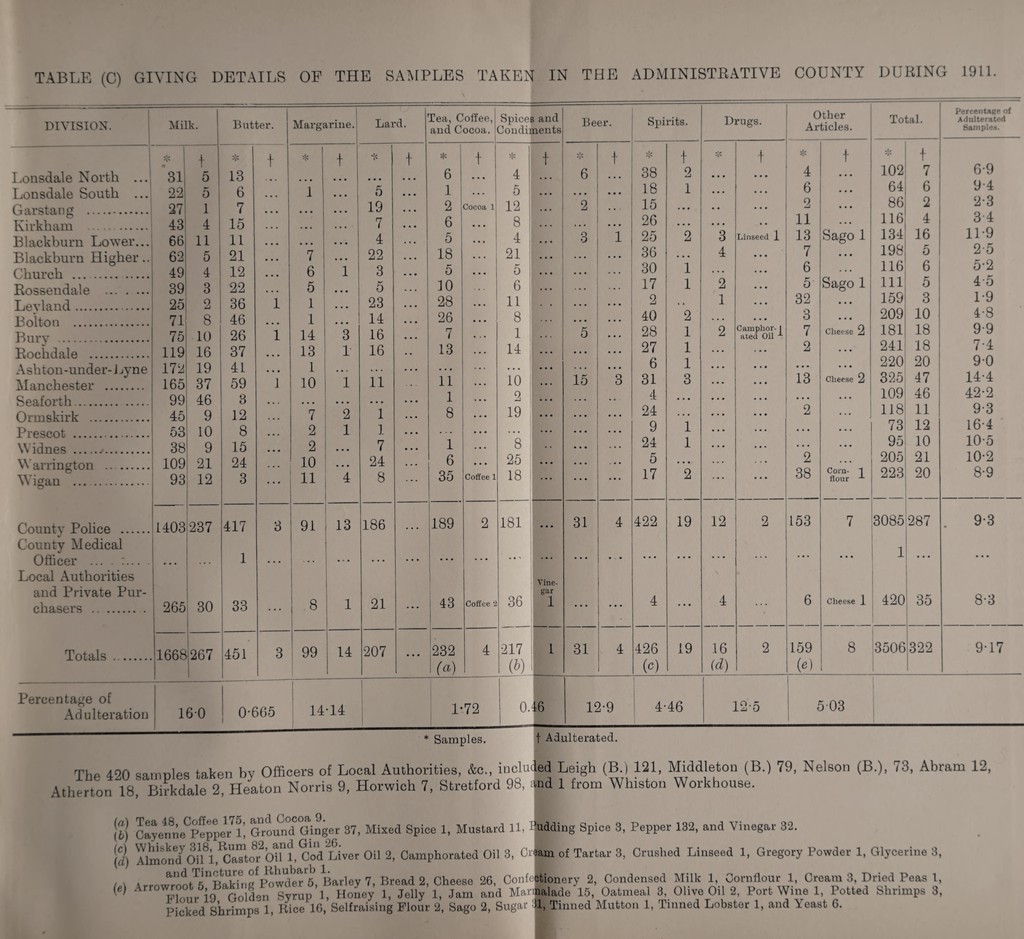 TABLE (C) GIVING DETAILS OF THE SAMPLES TAKEN IN THE ADMINISTRATIVE COUNTY DURING 1911.
DIVISION. Milk. Butter. Margarine. Lard. Tea, Coffee, and Cocoa. Spices and Condiments Beer. Spirits. Drugs. Other Articles. Total. Percentage of Adulterated Samples.
* † * † * † * † * † * † * † * † * † * † * †
Lonsdale North ... 31 5 13 ... ... ... ... ... 6 ... 4 ... 6 ... 38 2 ... ... 4 ... 102 7 6·9
Lonsdale South ... 22 5 6 ... 1 ... 5 ... 1 ... 5 ... ... ... 18 1 ... ... 6 ... 64 6 9·4
Garstang ............ 27 1 7 ... ... ... 19 ... 2 Cocoa 1 12 ... 2 ... 15 ... ... ... 2 ... 86 2 2·3
Kirkham ............ 43 4 15 ... ... ... 7 ... 6 ... 8 ... ... ... 26 ... ... ... 11 ... 116 4 3·4
Blackburn Lower... 66 11 11 ... ... ... 4 ... 5 ... 4 ... 3 1 25 2 3 Linseed 1 13 Sago 1 134 16 11·9
Blackburn Higher.. 62 5 21 ... 7 ... 22 ... 18 ... 21 ... ... ... 36 ... 4 ... 7 ... 198 5 2·5
Church ............... 49 4 12 ... 6 1 3 ... 5 ... 5 ... ... ... 30 1 ... ... 6 ... 116 6 5·2
Rossendale ......... 39 3 22 ... 5 ... 5 ... 10 ... 6 ... ... ... 17 1 2 ... 5 Sago 1 111 5 4·5
Leyland ............... 25 2 36 1 1 ... 23 ... 28 ... 11 ... ... ... 2 ... 1 ... 32 ... 159 3 1·9
Bolton ............... 71 8 46 ... 1 ... 14 ... 26 ... 8 ... ... ... 40 2 ... ... 3 ... 209 10 4·8
Bury .................. 75 10 26 1 14 3 16 ... 7 ... 1 ... 5 ... 28 1 2 Camphorated Oil 1 7 Cheese 2 181 18 9·9
Rochdale ............ 119 16 37 ... 13 1 16 ... 13 ... 14 ... ... ... 27 1 ... ... 2 ... 241 18 7·4
Ashton-under-Lyne 172 19 41 ... 1 ... ... ... ... ... ... ... ... ... 6 1 ... ... ... ... 220 20 9·0
Manchester ......... 165 37 59 1 10 1 11 ... 11 ... 10 ... 15 3 31 3 ... ... 13 Cheese 2 325 47 14·4
Seaforth ............... 99 46 3 ... ... ... ... ... 1 ... 2 ... ... ... 4 ... ... ... ... ... 109 46 42·2
Ormskirk ............ 45 9 12 ... 7 2 1 ... 8 ... 19 ... ... ... 24 ... ... ... 2 ... 118 11 9·3
Prescot ............... 53 10 8 ... 2 1 1 ... ... ... ... ... ... ... 9 1 ... ... ... ... 73 12 16·4
Widnes ............... 38 9 15 ... 2 ... 7 ... 1 ... 8 ... ... ... 24 1 ... ... ... ... 95 10 10·5
Warrington ......... 109 21 24 ... 10 ... 24 ... 6 ... 25 ... ... ... 5 ... ... ... 2 ... 205 21 10·2
Wigan ............... 93 12 3 ... 11 4 8 ... 35 Coffee 1 18 ... ... ... 17 2 ... ... 38 Corn-flour 1 223 20 8·9
County Police ...... 1403 237 417 3 91 13 186 ... 189 2 181 ... 31 4 422 19 12 2 153 7 3085 287 9·3
County Medical
Officer ......... ... ... 1 ... ... ... ... ... ... ... ... ... ... ... ... ... ... ... ... ... 1 ... ...
Local Authorities
and Private Pur-
chasers ......... 265 30 33 ... 8 1 21 ... 43 Coffee 2 36 Vine-gar 1 ... ... 4 ... 4 ... 6 Cheese 1 420 35 8·3
Totals ........ 1668 267 451 3 99 14 207 ... 232 4 217 1 31 4 426 19 16 2 159 8 3506 322 9·17
(a) (b) (c) (d) (e)
Percentage of
Adulteration 16·0 0·665 14·14 1·72 0.46 12·9 4·46 12·5 5·03
* Samples. † Adulterated.
The 420 samples taken by Officers of Local Authorities, &c., included Leigh (B.) 121, Middleton (B.) 79, Nelson (B.), 73, Abram 12,
Atherton 18, Birkdale 2, Heaton Norris 9, Horwich 7, Stretford 98, and 1 from Whiston Workhouse.
(a) Tea 48, Coffee 175, and Cocoa 9.
(b) Cayenne Pepper 1, Ground Ginger 37, Mixed Spice 1, Mustard 11, Pudding Spice 3, Pepper 132, and Vinegar 32.
(c) Whiskey 318, Rum 82, and Gin 26.
(d) Almond Oil 1, Castor Oil 1, Cod Liver Oil 2, Camphorated Oil 3, Cream of Tartar 3, Crushed Linseed 1, Gregory Powder 1, Glycerine 3,
and Tincture of Rhubarb 1.
(e) Arrowroot 5, Baking Powder 5, Barley 7, Bread 2, Cheese 26, Confectionery 2, Condensed Milk 1, Cornflour 1, Cream 3, Dried Peas 1,
Flour 19, Golden Syrup 1, Honey 1, Jelly 1, Jam and Marmalade 15, Oatmeal 3, Olive Oil 2, Port Wine 1, Potted Shrimps 3,
Picked Shrimps 1, Rice 16, Selfraising Flour 2, Sago 2, Sugar 31, Tinned Mutton 1, Tinned Lobster 1, and Yeast 6.